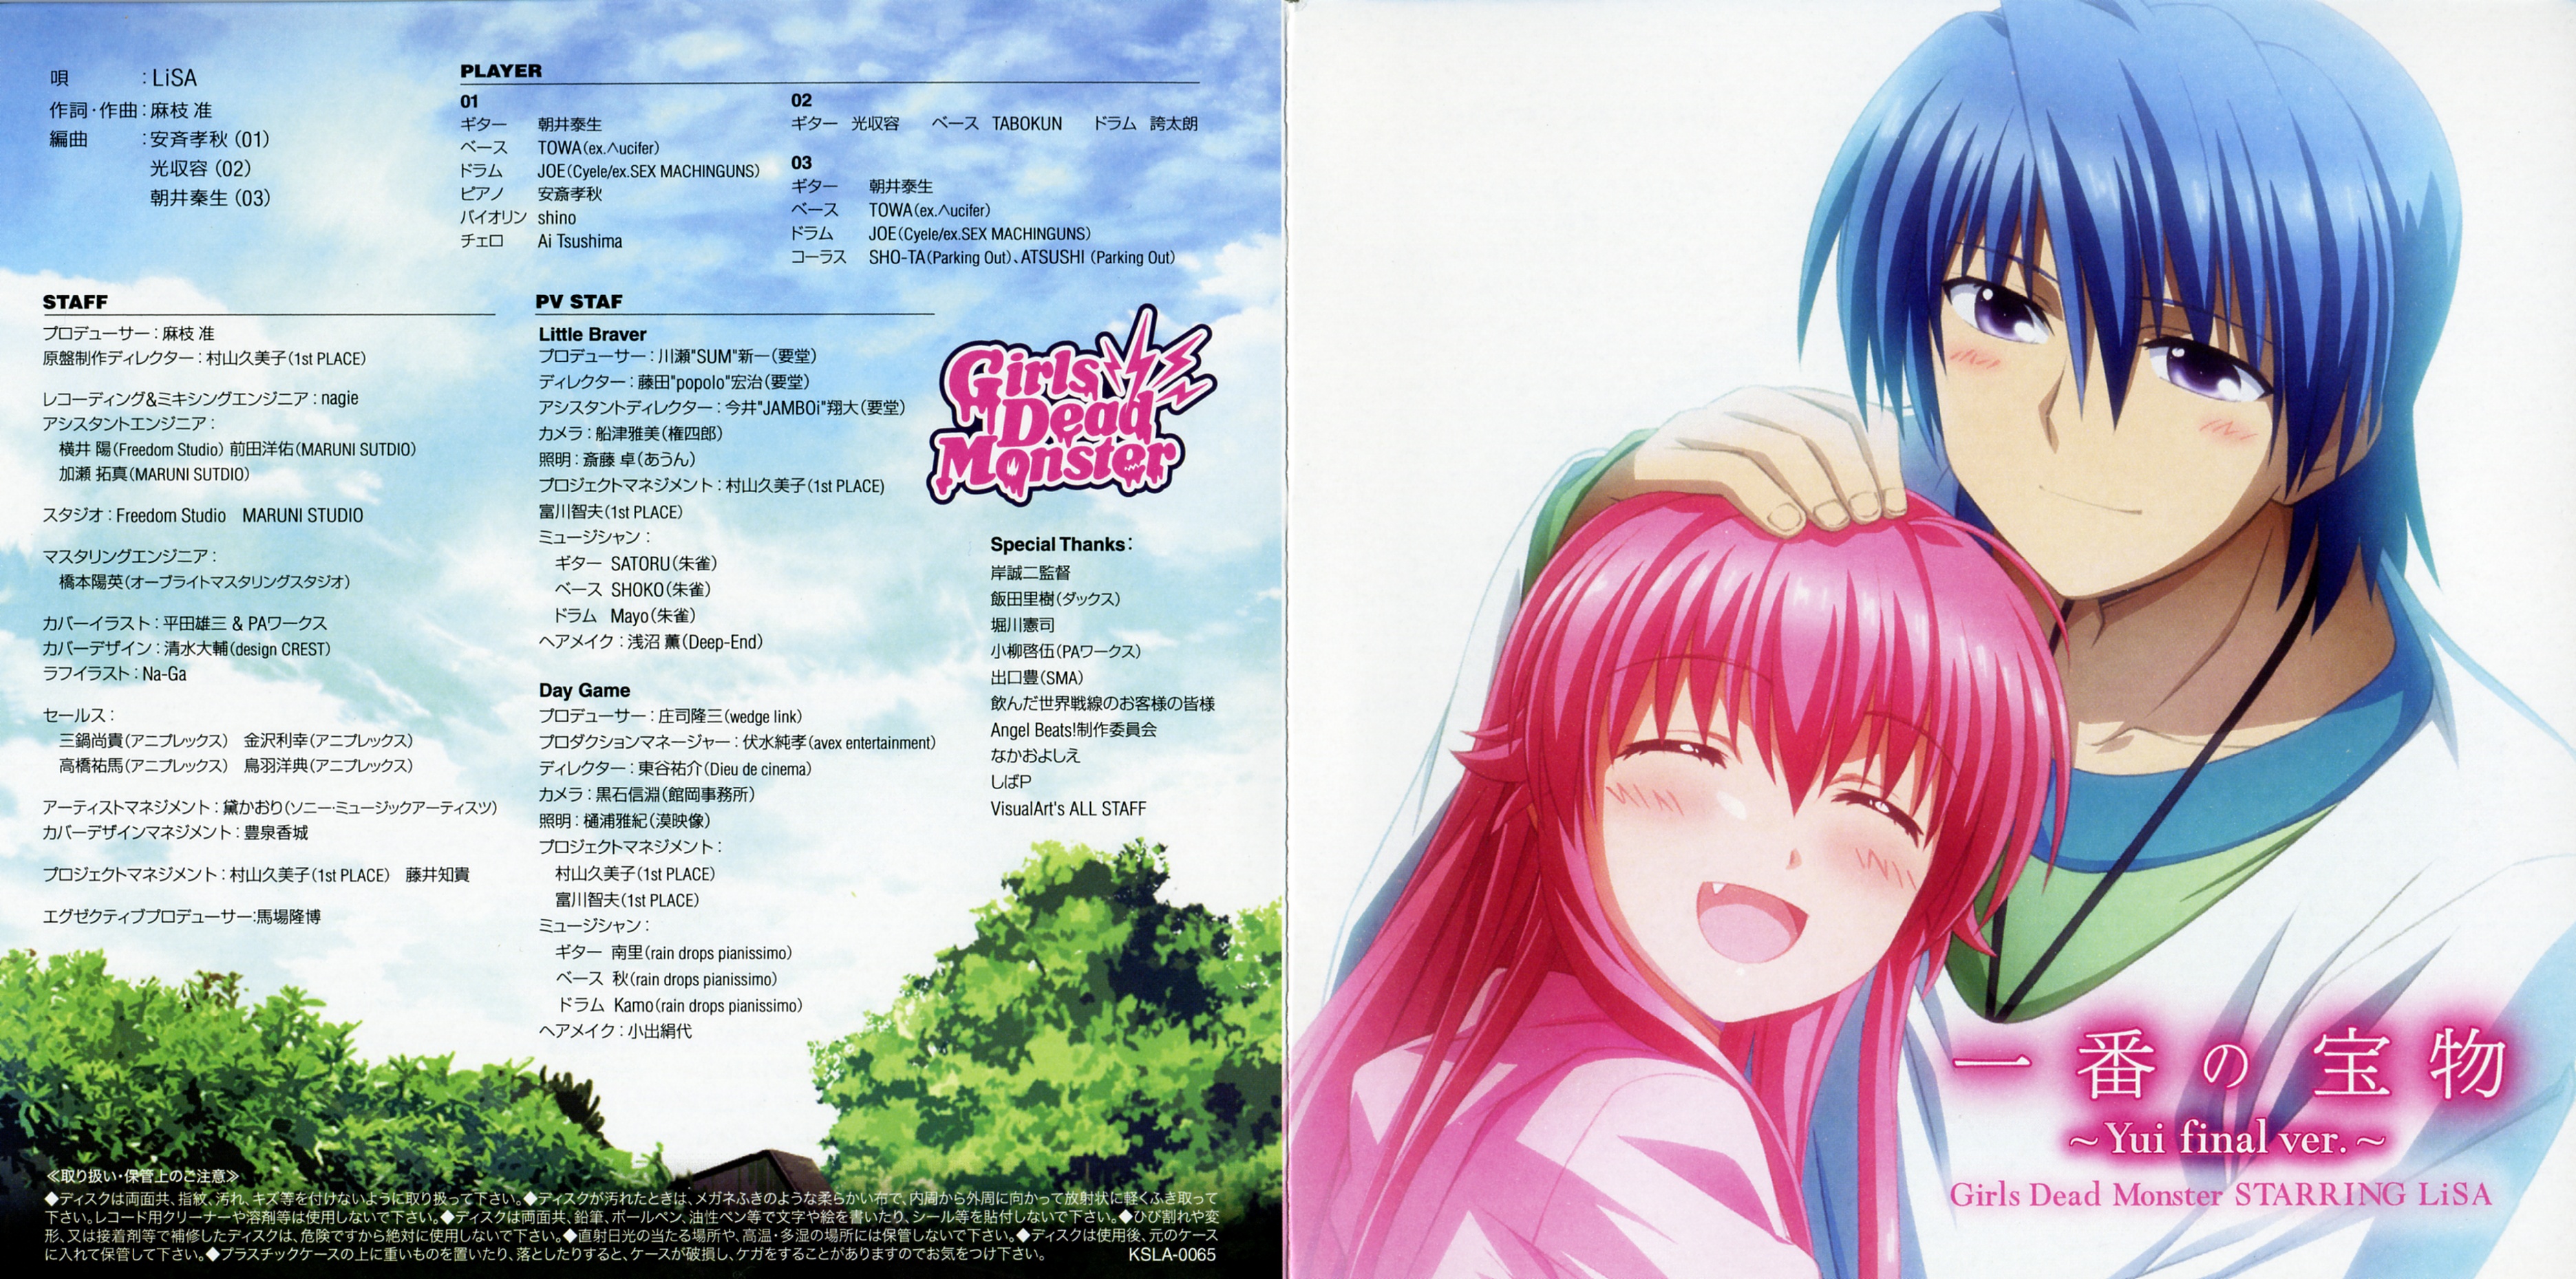 唄 : LiSA
作詞・作曲 : 麻枝 准
編曲 : 安斉孝秋 (01)
光収容 (02)
朝井秦生 (03)
PLAYER
01
ギター 朝井泰生
ベース TOWA(ex.Λucifer)
ドラム JOE(Cyele/ex.SEX MACHINGUNS)
ピアノ 安斎孝秋
バイオリン shino
チェロ Ai Tsushima
02
ギター 光収容 ベース TABOKUN ドラム 誇太朗
03
ギター 朝井泰生
ベース TOWA(ex.Λucifer)
ドラム JOE(Cyele/ex.SEX MACHINGUNS)
コーラス SHO-TA(Parking Out)、ATSUSHI (Parking Out)
STAFF
プロデューサー : 麻枝 准
原盤制作ディレクター : 村山久美子(1st PLACE)
レコーディング&ミキシングエンジニア : nagie
アシスタントエンジニア :
横井 陽(Freedom Studio) 前田洋佑(MARUNI SUTDIO)
加瀬 拓真(MARUNI SUTDIO)
スタジオ : Freedom Studio MARUNI STUDIO
マスタリングエンジニア :
橋本陽英(オーブライトマスタリングスタジオ)
カバーイラスト : 平田雄三 & PAワークス
カバーデザイン : 清水大輔(design CREST)
ラフイラスト : Na-Ga
セールス :
三鍋尚貴(アニプレックス) 金沢利幸(アニプレックス)
高橋祐馬(アニプレックス) 鳥羽洋典(アニプレックス)
アーティストマネジメント : 黛かおり(ソニー・ミュージックアーティスツ)
カバーデザインマネジメント : 豊泉香城
プロジェクトマネジメント : 村山久美子(1st PLACE) 藤井知貴
エグゼクティブプロデューサー:馬場隆博
PV STAF
Little Braver
プロデューサー : 川瀬"SUM"新一(要堂)
ディレクター : 藤田"popolo"宏治(要堂)
アシスタントディレクター : 今井"JAMBOi"翔大(要堂)
カメラ : 船津雅美(権四郎)
照明 : 斎藤 卓(あうん)
プロジェクトマネジメント : 村山久美子(1st PLACE)
富川智夫(1st PLACE)
ミュージシャン :
ギター SATORU(朱雀)
ベース SHOKO(朱雀)
ドラム Mayo(朱雀)
ヘアメイク : 浅沼 薫(Deep-End)
Day Game
プロデューサー : 庄司隆三(wedge link)
プロダクションマネージャー : 伏水純孝(avex entertainment)
ディレクター : 東谷祐介(Dieu de cinema)
カメラ : 黒石信淵(館岡事務所)
照明 : 樋浦雅紀(漠映像)
プロジェクトマネジメント :
村山久美子(1st PLACE)
富川智夫(1st PLACE)
ミュージシャン :
ギター 南里(rain drops pianissimo)
ベース 秋(rain drops pianissimo)
ドラム Kamo(rain drops pianissimo)
ヘアメイク : 小出絹代
Girls
Dead
Monster
Special Thanks:
岸誠二監督
飯田里樹(ダックス)
堀川憲司
小柳啓伍(PAワークス)
出口豊(SMA)
飲んだ世界戦線のお客様の皆様
Angel Beats!制作委員会
なかおよしえ
しばP
VisualArt's ALL STAFF
≪取り扱い・保管上のご注意≫
◆ディスクは両面共、指紋、汚れ、キズ等を付けないように取り扱って下さい。◆ディスクが汚れたときは、メガネふきのような柔らかい布で、内周から外周に向かって放射状に軽くふき取って
下さい。レコード用クリーナーや溶剤等は使用しないで下さい。◆ディスクは両面共、鉛筆、ボールペン、油性ペン等で文字や絵を書いたり、シール等を貼付しないで下さい。◆ひび割れや変
形、又は接着剤等で補修したディスクは、危険ですから絶対に使用しないで下さい。◆直射日光の当たる場所や、高温・多湿の場所には保管しないで下さい。◆ディスクは使用後、元のケース
に入れて保管して下さい。◆プラスチックケースの上に重いものを置いたり、落としたりすると、ケースが破損し、ケガをすることがありますのでお気をつけ下さい。 KSLA-0065
一番の宝物
~Yui final ver.~
Girls Dead Monster STARRING LiSA